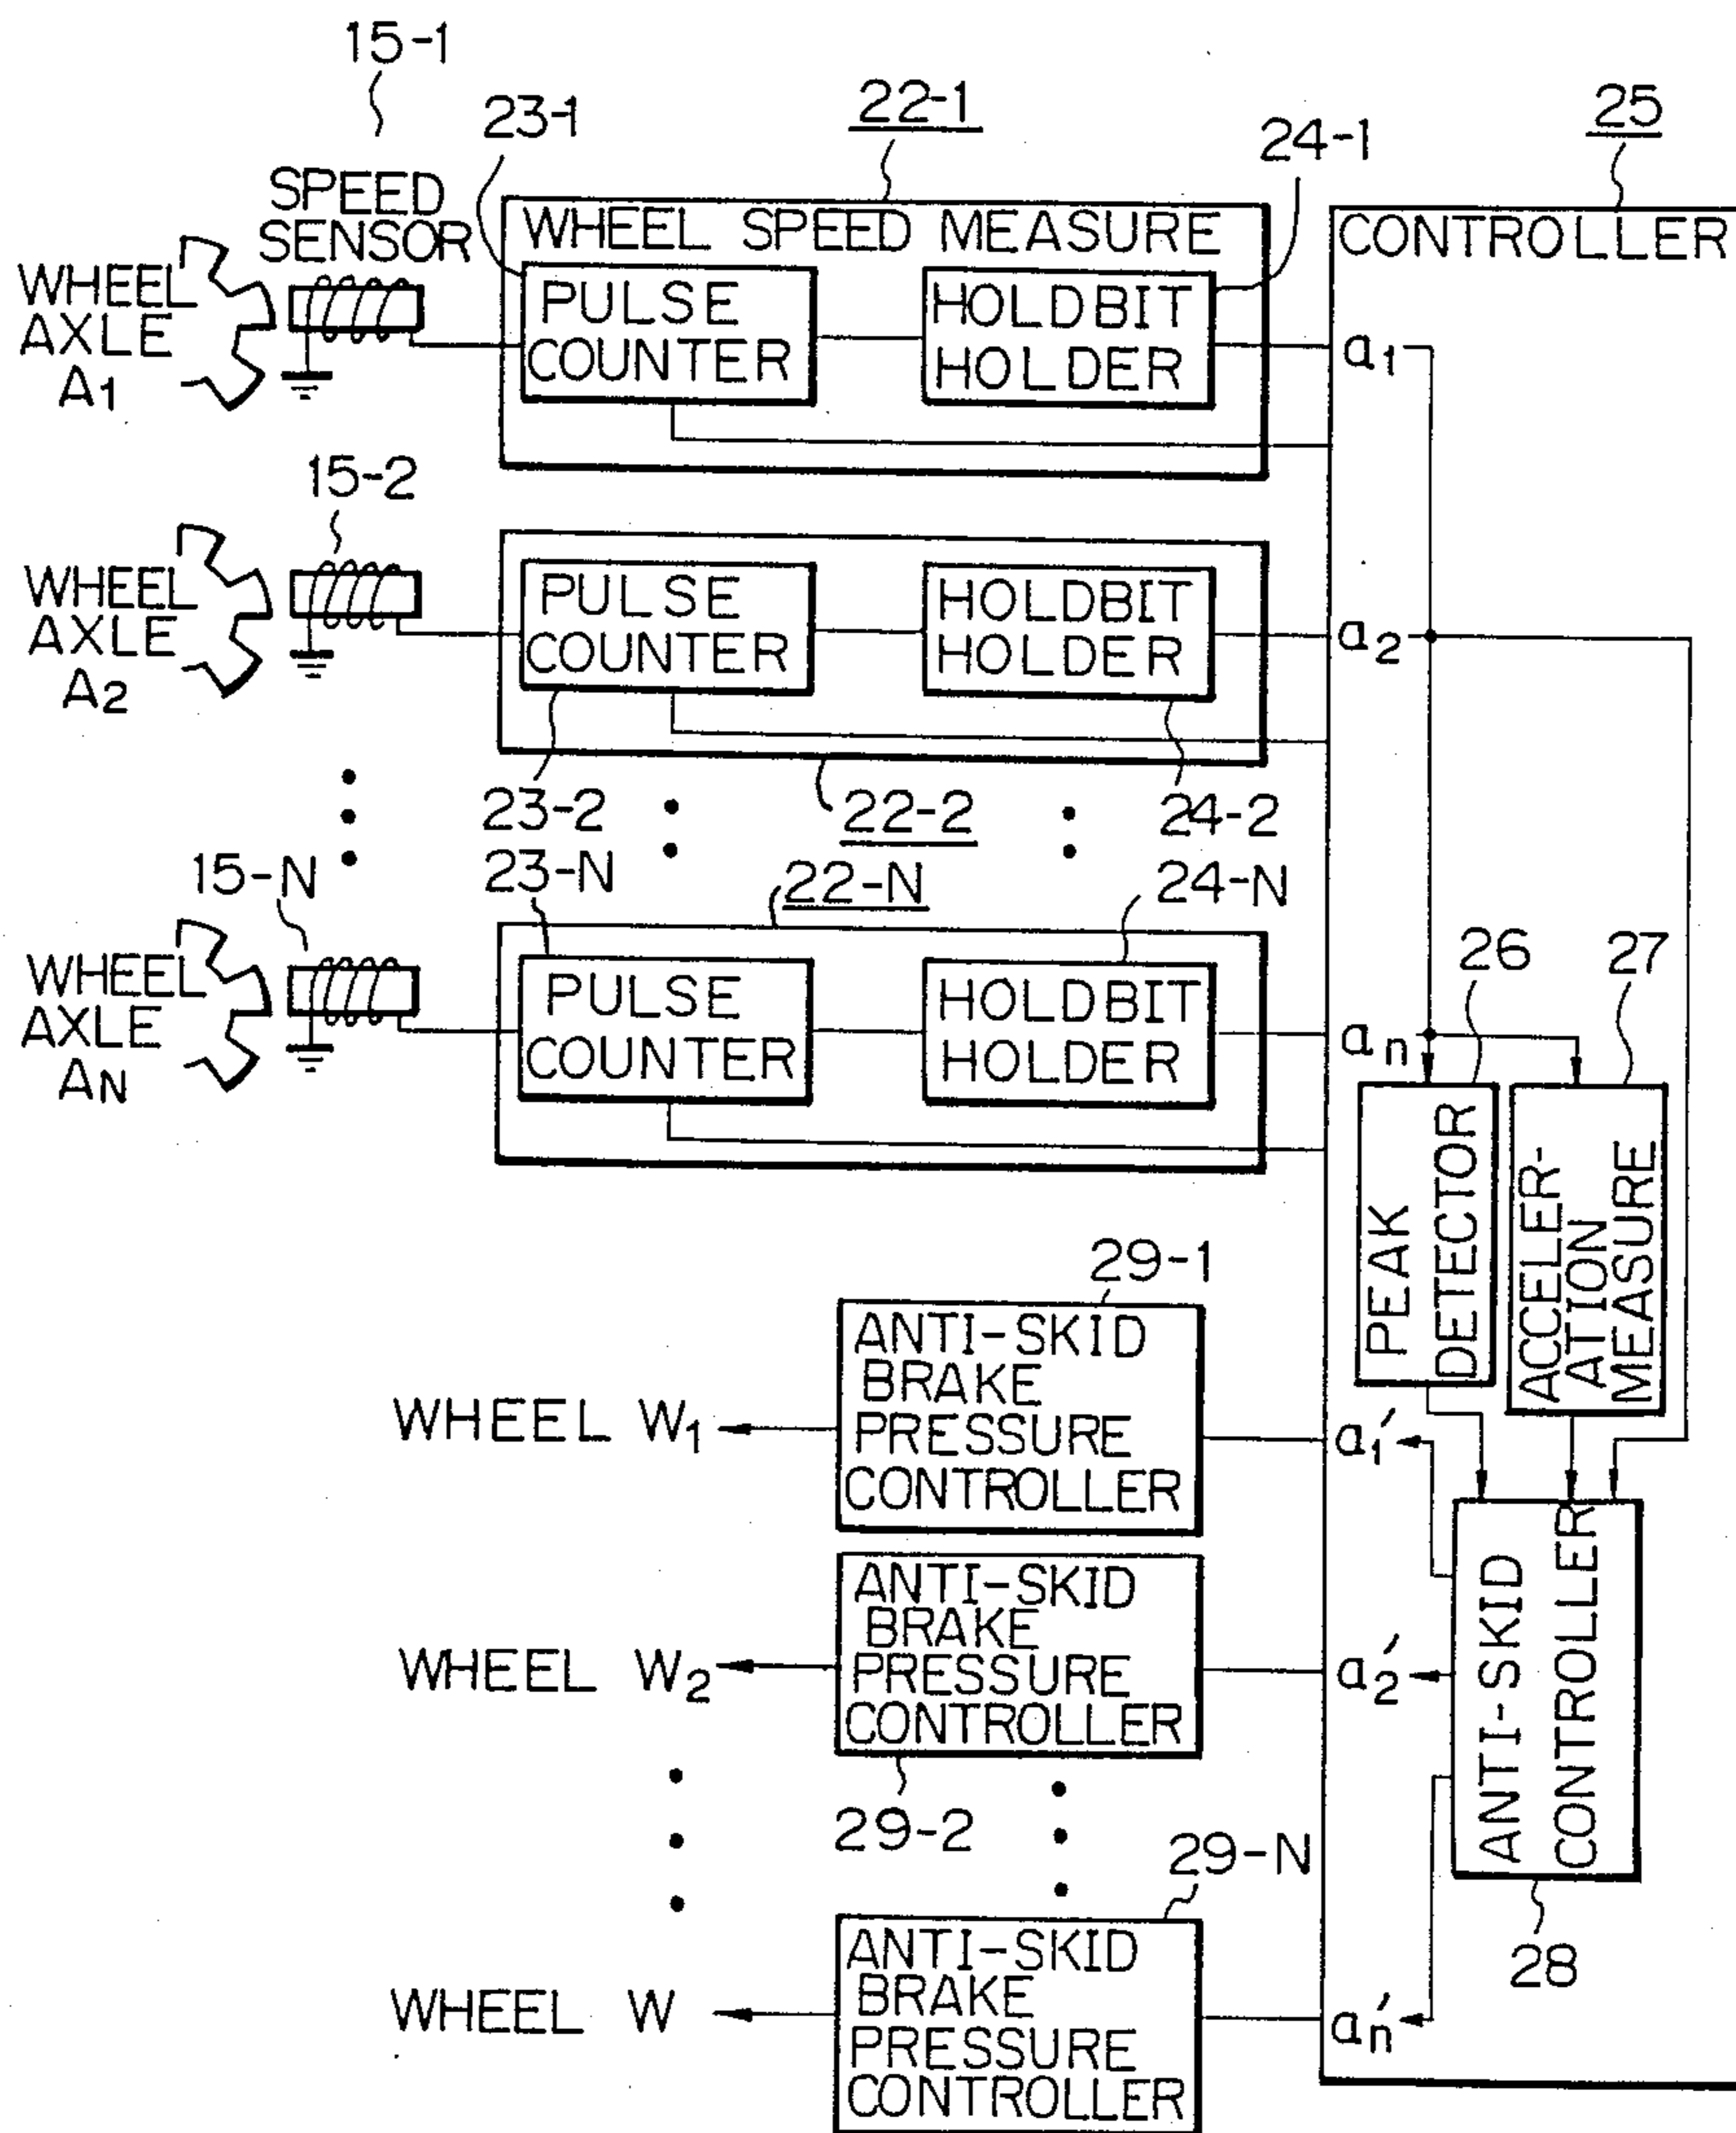 15-1
23-1
22-1
24-1
25
SPEED
SENSOR
WHEEL SPEED MEASURE
CONTROLLER
WHEEL
AXLE
A1
PULSE
COUNTER
HOLDBIT
HOLDER
a1
15-2
WHEEL
AXLE
A2
PULSE
COUNTER
HOLDBIT
HOLDER
a2
23-2
22-2
24-2
15-N
23-N
22-N
24-N
26
27
WHEEL
AXLE
AN
PULSE
COUNTER
HOLDBIT
HOLDER
an
PEAK
DETECTOR
ACCELER-
ATION
MEASURE
29-1
WHEEL W1
ANTI-SKID
BRAKE
PRESSURE
CONTROLLER
a1'
WHEEL W2
ANTI-SKID
BRAKE
PRESSURE
CONTROLLER
a2'
ANTI-SKID
CONTROLLER
29-2
29-N
28
WHEEL W
ANTI-SKID
BRAKE
PRESSURE
CONTROLLER
an'